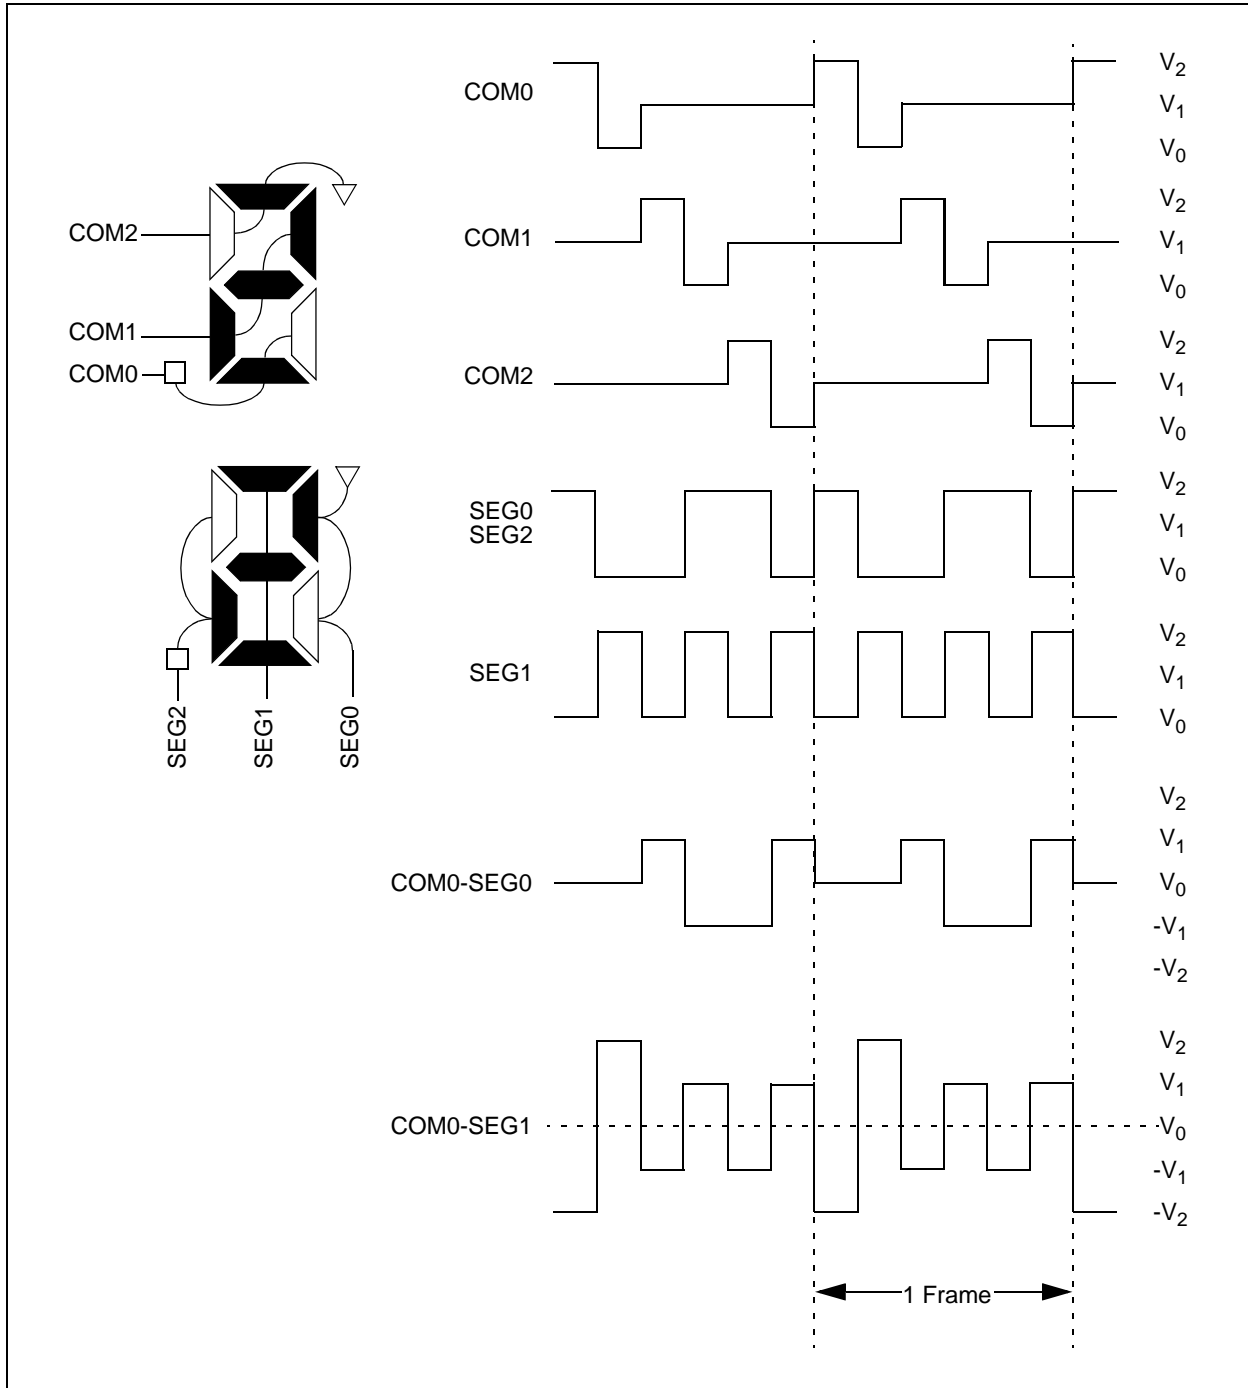 COM0
V2
V1
V0
COM2
COM1
COM0
COM1
V2
V1
V0
COM2
V2
V1
V0
SEG0
SEG2
V2
V1
V0
SEG2
SEG1
SEG0
SEG1
V2
V1
V0
COM0-SEG0
V2
V1
V0
-V1
-V2
COM0-SEG1
V2
V1
V0
-V1
-V2
1 Frame